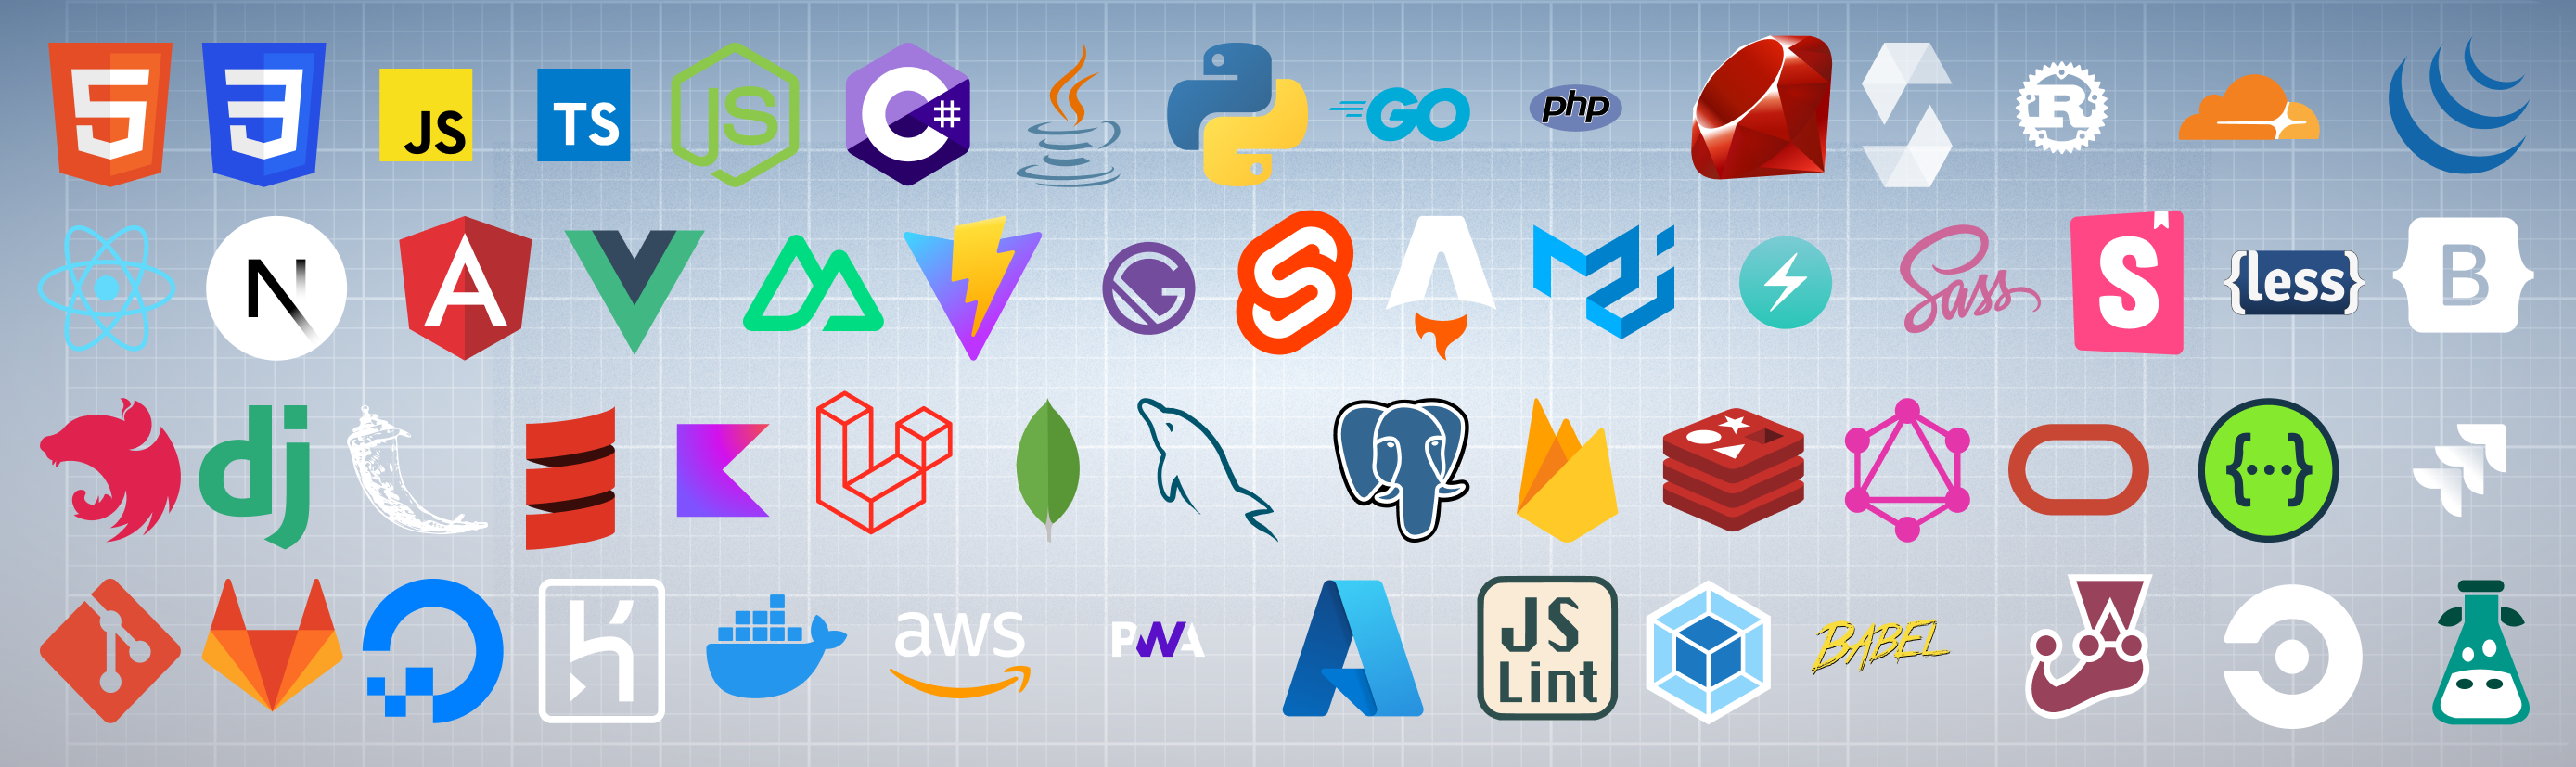 5
3
JS
TS
JS
C#
GO
php
R
N
A
G
S
Sass
S
{less}
B
dj
{...}
aws
PWA
JS
Lint
BABEL